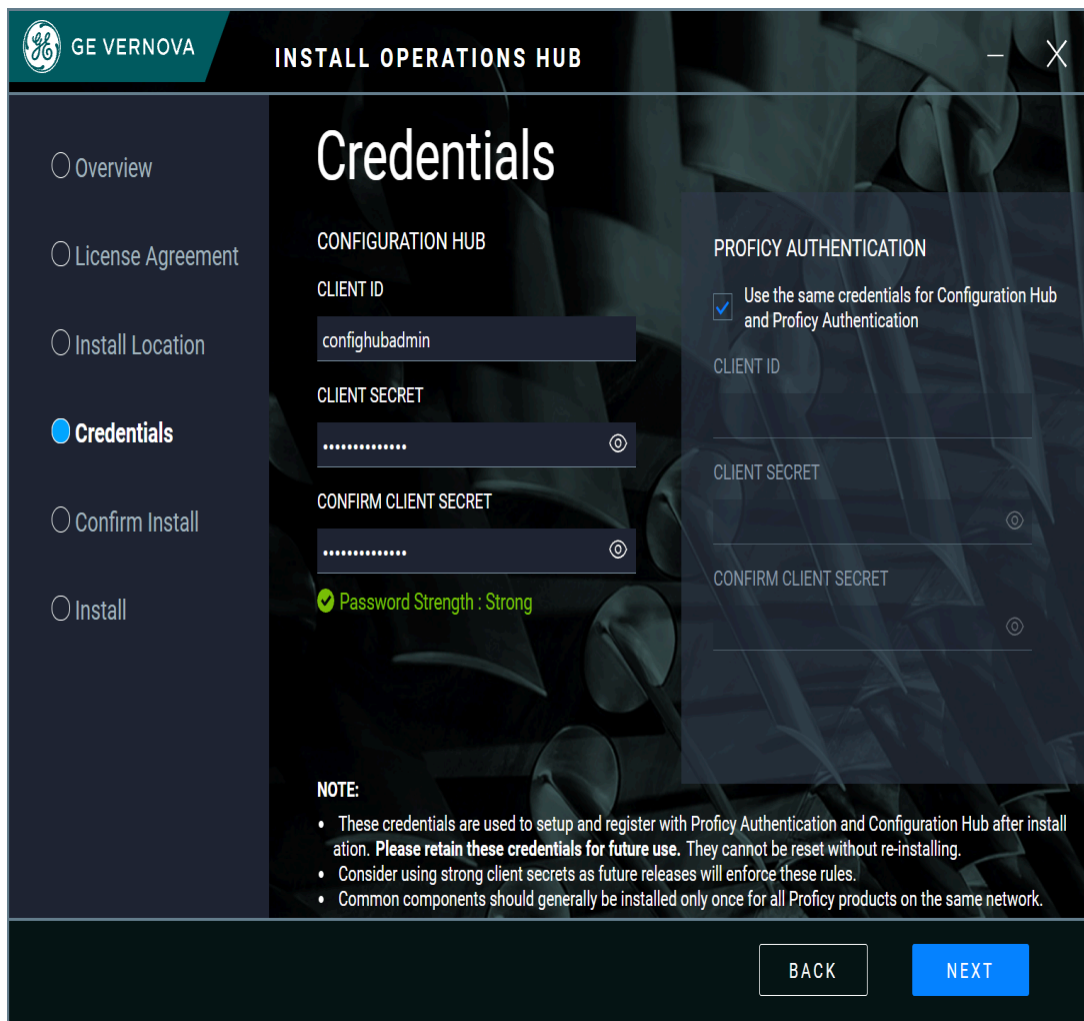 GE VERNOVA
INSTALL OPERATIONS HUB
Overview
License Agreement
Install Location
Credentials
Confirm Install
Install
Credentials
CONFIGURATION HUB
CLIENT ID
confighubadmin
CLIENT SECRET
••••••••••••••
CONFIRM CLIENT SECRET
••••••••••••••
Password Strength : Strong
PROFICY AUTHENTICATION
Use the same credentials for Configuration Hub
and Proficy Authentication
CLIENT ID
CLIENT SECRET
CONFIRM CLIENT SECRET
NOTE:
• These credentials are used to setup and register with Proficy Authentication and Configuration Hub after install
ation. Please retain these credentials for future use. They cannot be reset without re-installing.
• Consider using strong client secrets as future releases will enforce these rules.
• Common components should generally be installed only once for all Proficy products on the same network.
BACK
NEXT